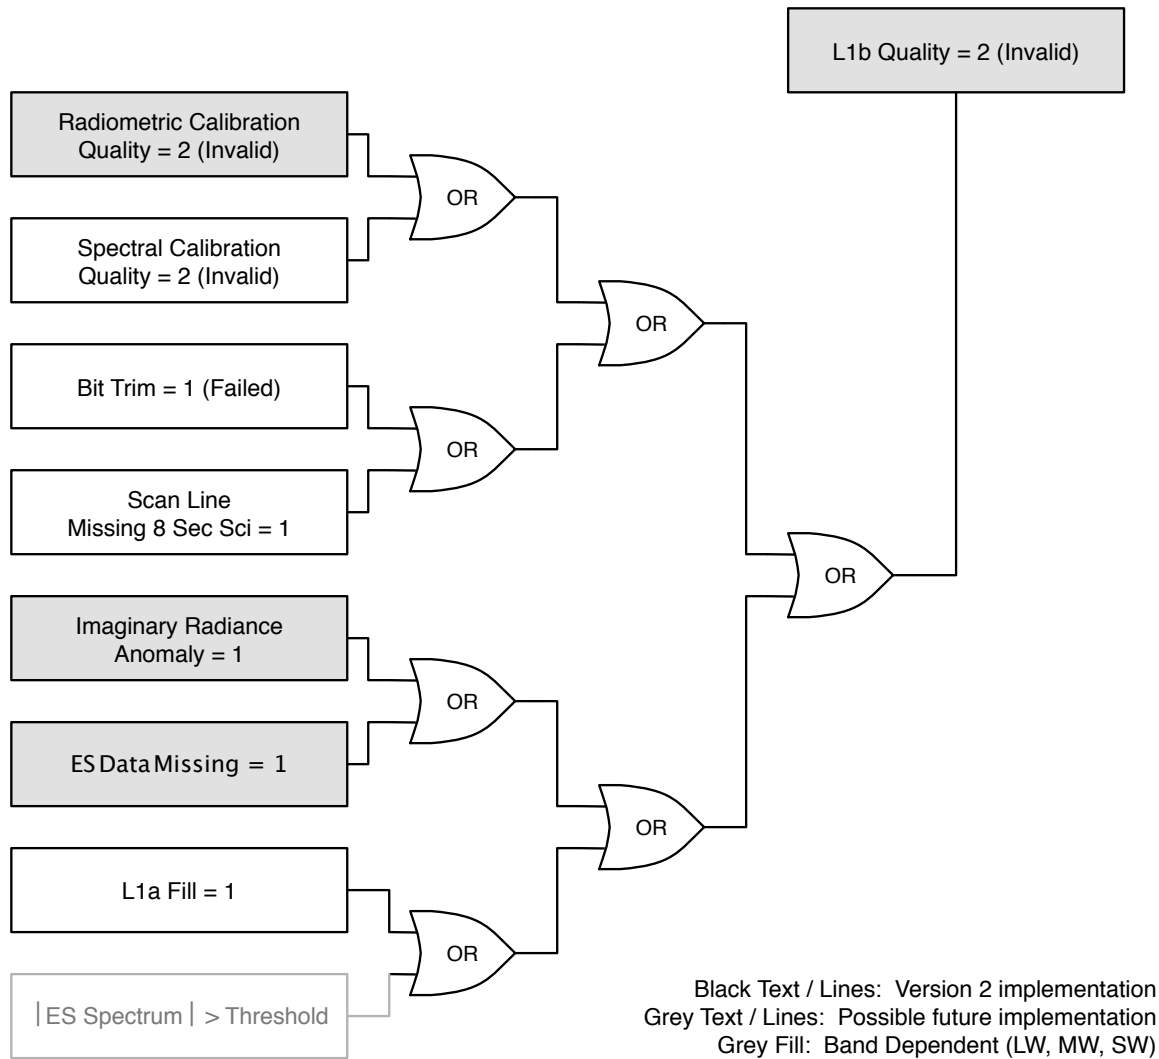 L1b Quality = 2 (Invalid)
Radiometric Calibration
Quality = 2 (Invalid)
OR
Spectral Calibration
Quality = 2 (Invalid)
OR
Bit Trim = 1 (Failed)
OR
Scan Line
Missing 8 Sec Sci = 1
OR
Imaginary Radiance
Anomaly = 1
OR
ES Data Missing = 1
OR
L1a Fill = 1
OR
|ES Spectrum| > Threshold
Black Text / Lines: Version 2 implementation
Grey Text / Lines: Possible future implementation
Grey Fill: Band Dependent (LW, MW, SW)